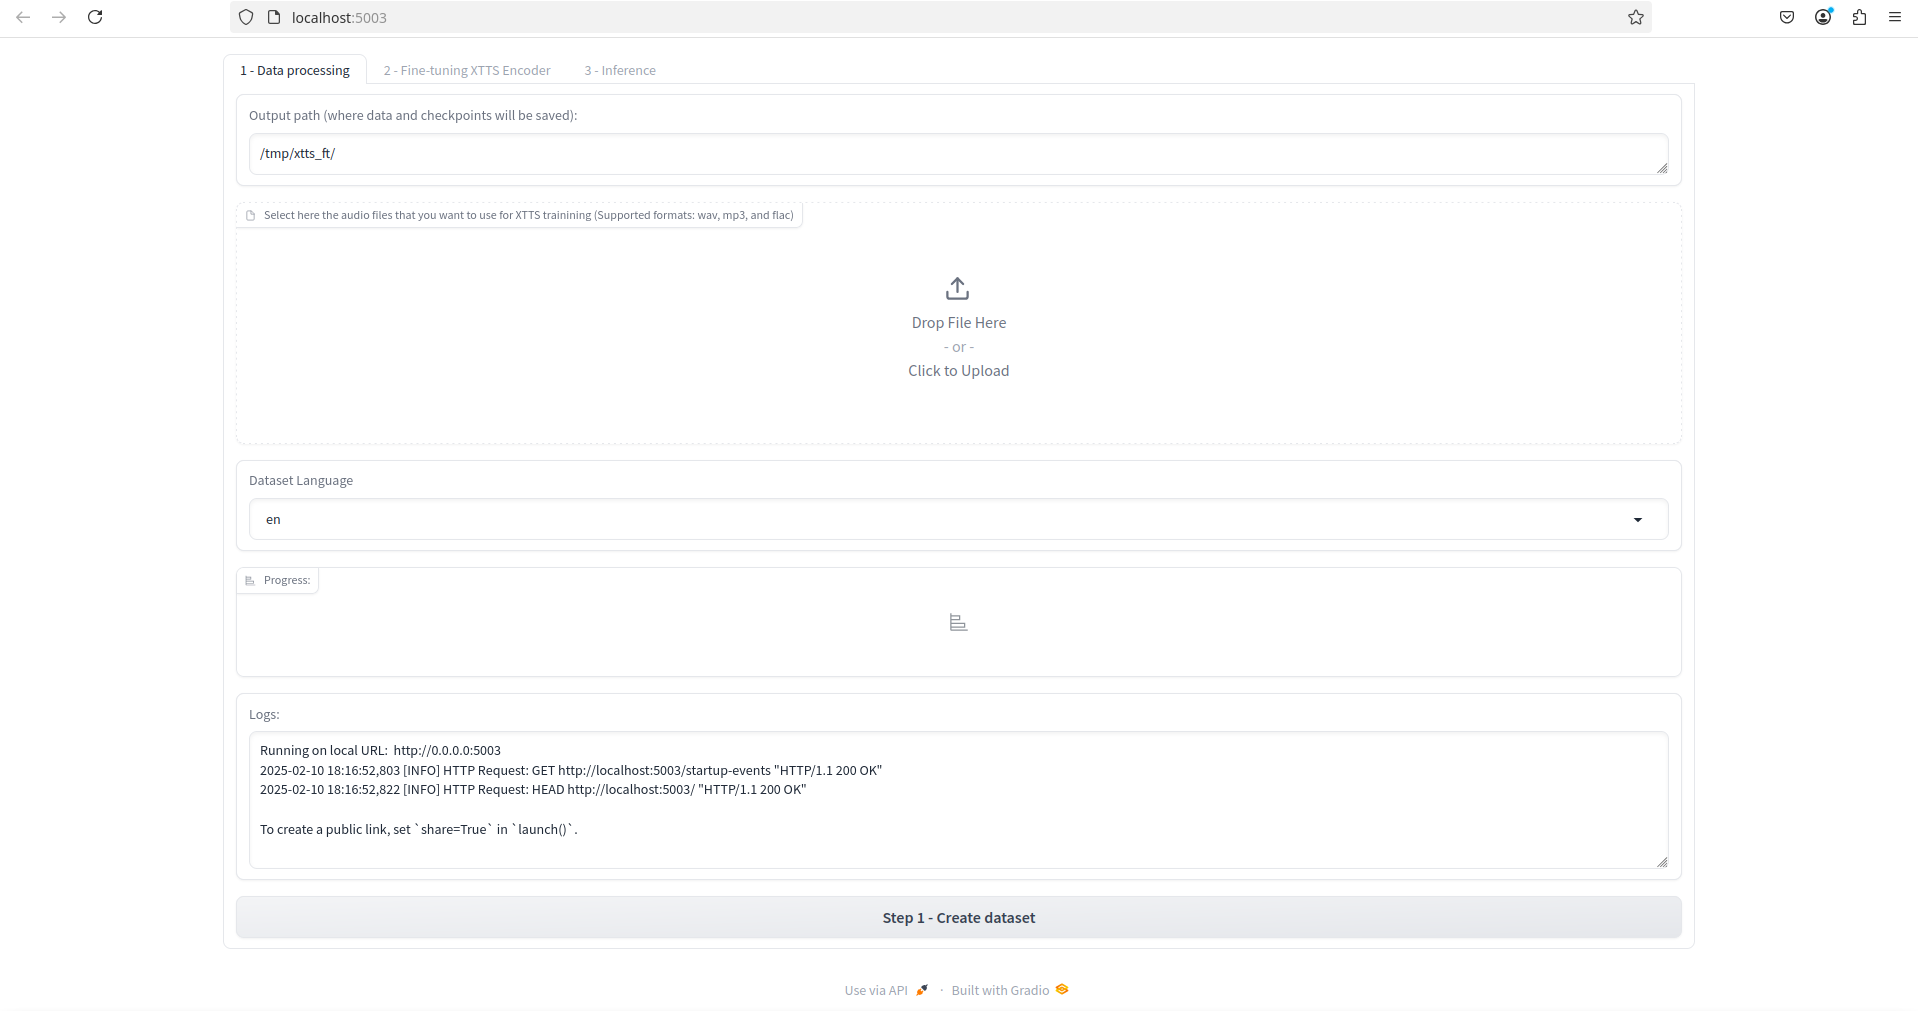 localhost:5003
1 - Data processing
2 - Fine-tuning XTTS Encoder
3 - Inference
Output path (where data and checkpoints will be saved):
/tmp/xtts_ft/
Select here the audio files that you want to use for XTTS trainining (Supported formats: wav, mp3, and flac)
Drop File Here
- or -
Click to Upload
Dataset Language
en
Progress:
Logs:
Running on local URL:  http://0.0.0.0:5003
2025-02-10 18:16:52,803 [INFO] HTTP Request: GET http://localhost:5003/startup-events "HTTP/1.1 200 OK"
2025-02-10 18:16:52,822 [INFO] HTTP Request: HEAD http://localhost:5003/ "HTTP/1.1 200 OK"
To create a public link, set `share=True` in `launch()`.
Step 1 - Create dataset
Use via API · Built with Gradio